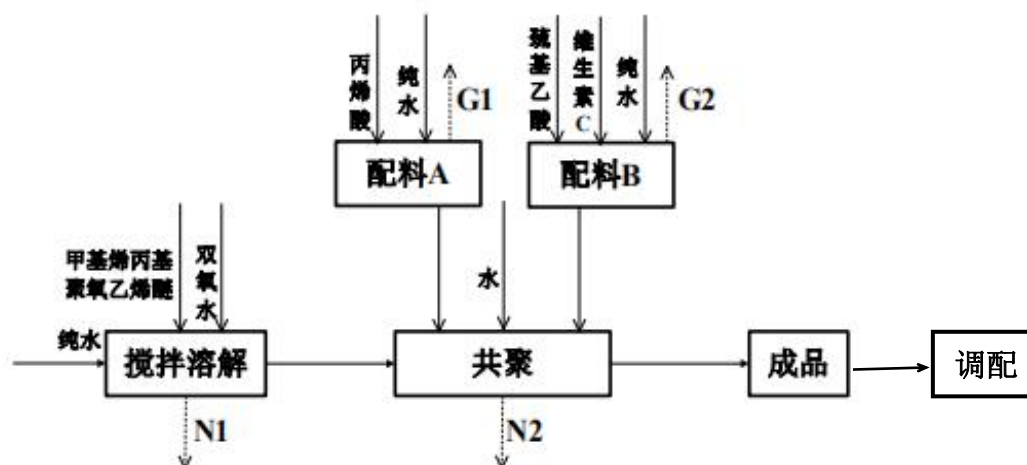 丙烯酸
纯水
G1
巯基乙酸
维生素C
纯水
G2
配料A
配料B
甲基烯丙基
聚氧乙烯醚
双氧水
水
纯水
搅拌溶解
共聚
成品
调配
N1
N2